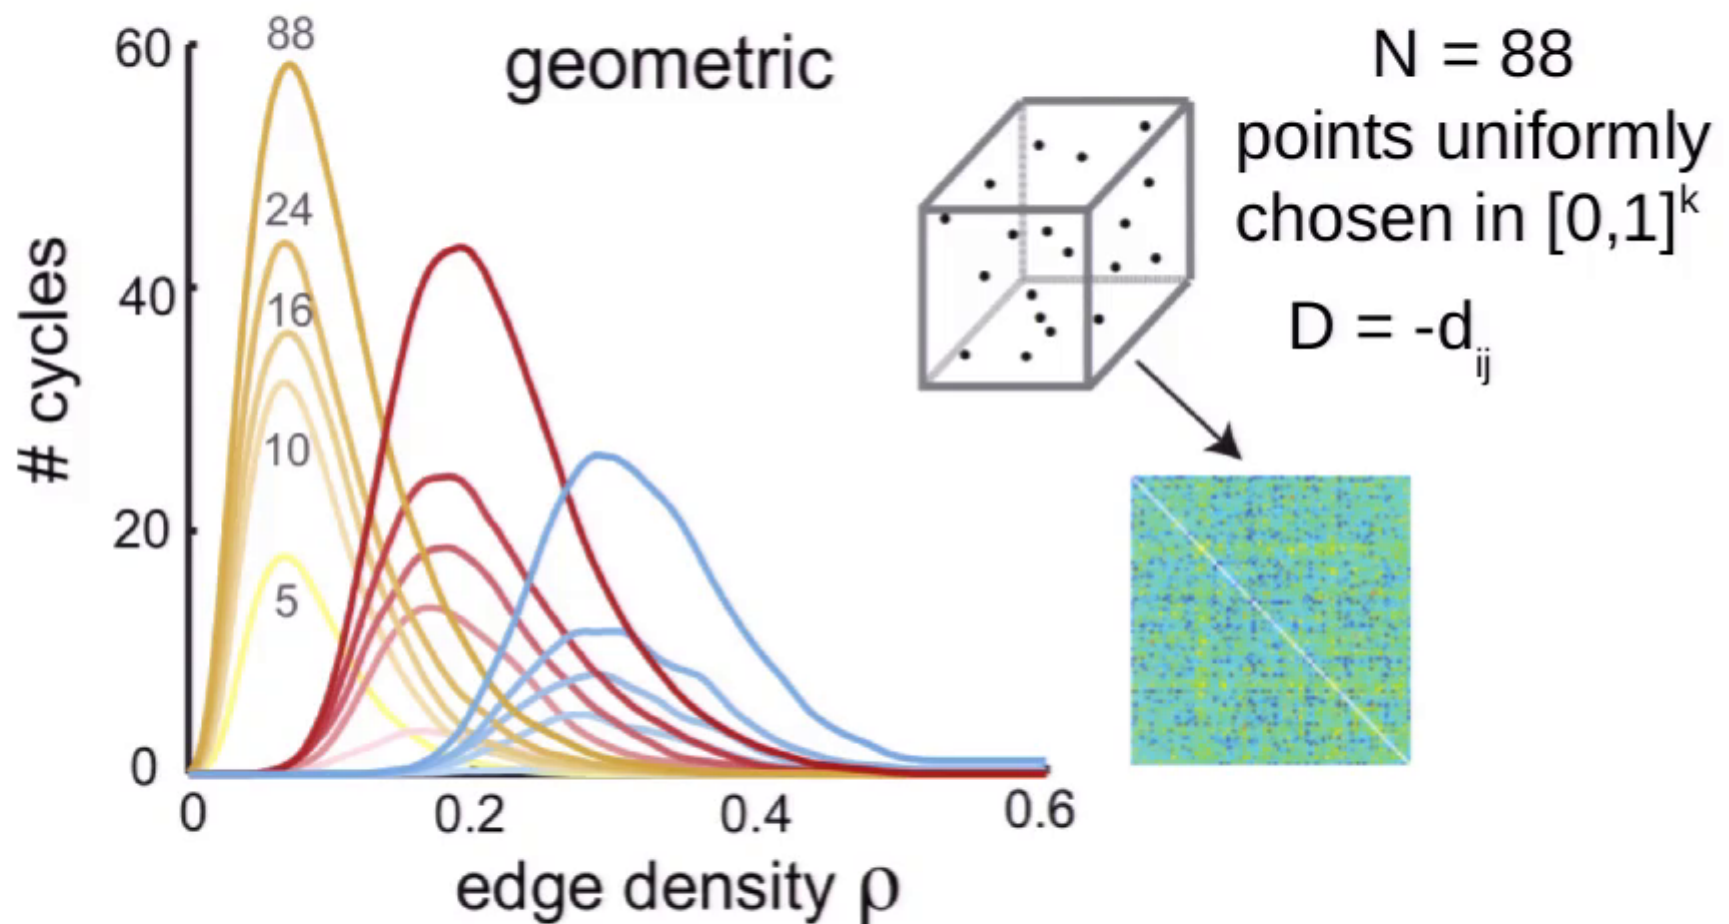 geometric
# cycles
60
40
20
0
88
24
16
10
5
0 0.2 0.4 0.6
edge density ρ
N = 88
points uniformly
chosen in [0,1]ᵏ
D = -dᵢⱼ